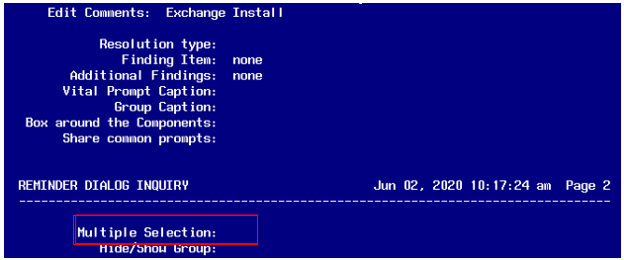 Edit Comments: Exchange Install
Resolution type:
Finding Item: none
Additional Findings: none
Vital Prompt Caption:
Group Caption:
Box around the Components:
Share common prompts:
REMINDER DIALOG INQUIRY Jun 02, 2020 10:17:24 am Page 2
--------------------------------------------------------------------------------
Multiple Selection:
Hide/Show Group: